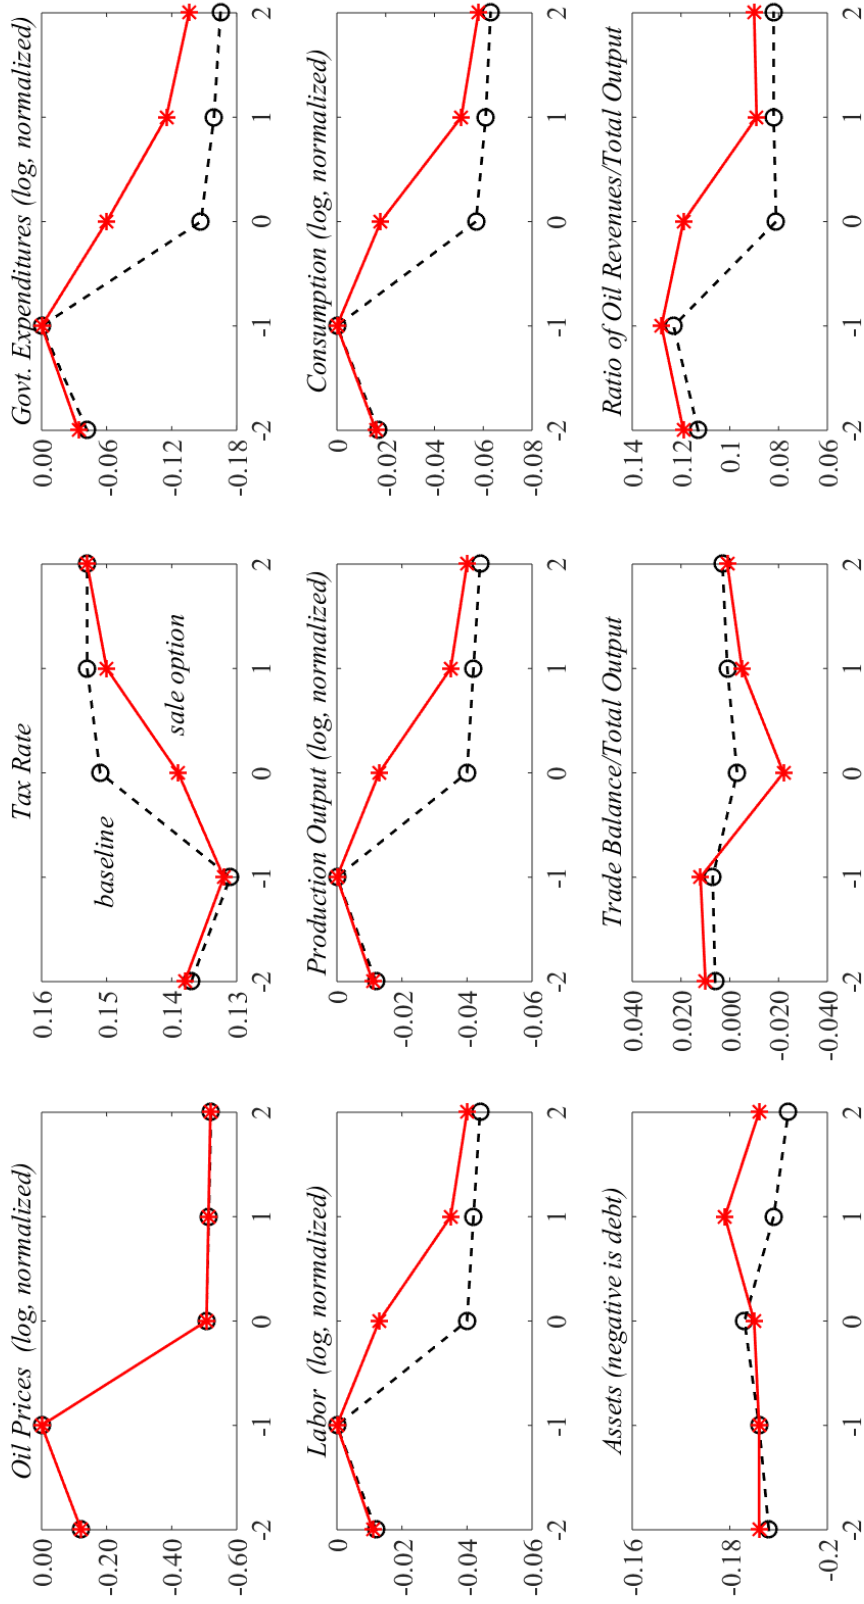 Oil Prices (log, normalized)
0.00
-0.20
-0.40
-0.60
-2 -1 0 1 2
Tax Rate
0.16
0.15
0.14
0.13
baseline
sale option
-2 -1 0 1 2
Govt. Expenditures (log, normalized)
0.00
-0.06
-0.12
-0.18
-2 -1 0 1 2
Labor (log, normalized)
0
-0.02
-0.04
-0.06
-2 -1 0 1 2
Production Output (log, normalized)
0
-0.02
-0.04
-0.06
-2 -1 0 1 2
Consumption (log, normalized)
0
-0.02
-0.04
-0.06
-0.08
-2 -1 0 1 2
Assets (negative is debt)
-0.16
-0.18
-0.2
-2 -1 0 1 2
Trade Balance/Total Output
0.040
0.020
0.000
-0.020
-0.040
-2 -1 0 1 2
Ratio of Oil Revenues/Total Output
0.14
0.12
0.1
0.08
0.06
-2 -1 0 1 2